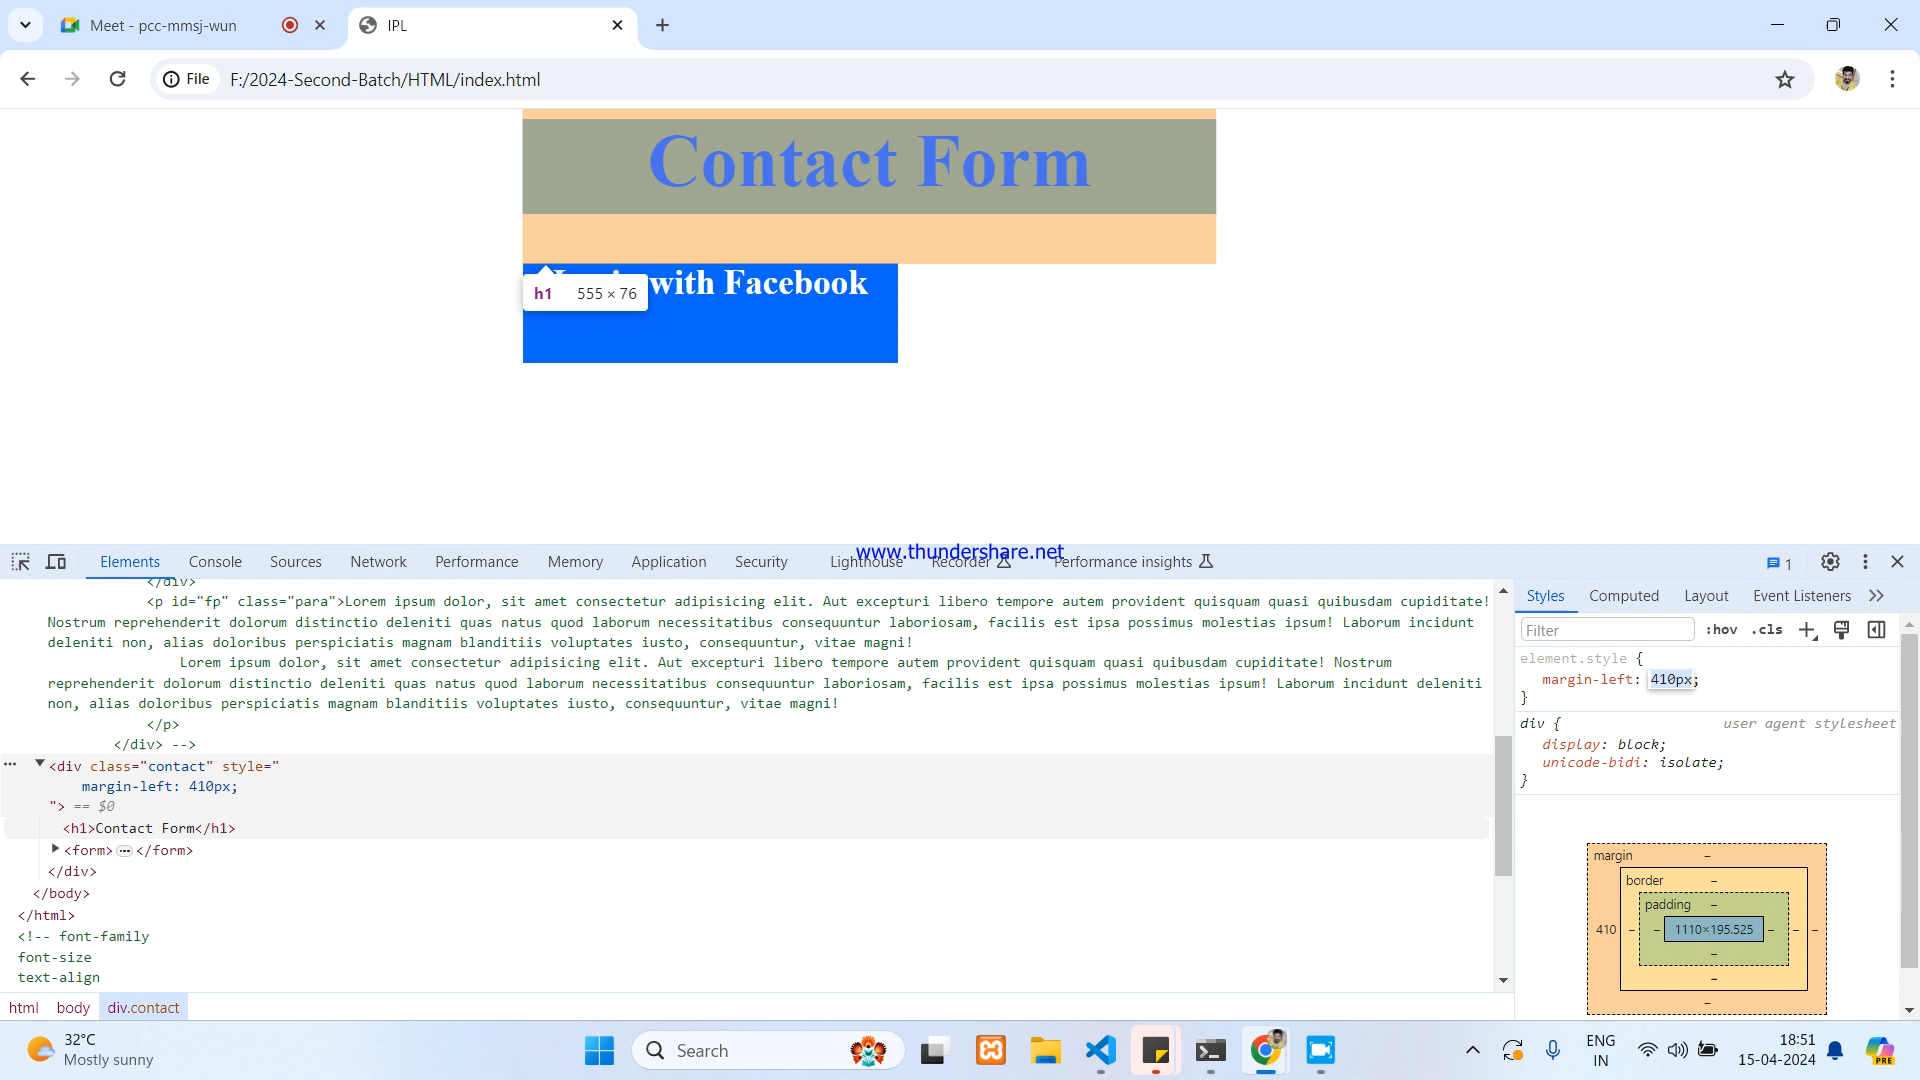 Meet - pcc-mmsj-wun
IPL
File
F:/2024-Second-Batch/HTML/index.html
Contact Form
with Facebook
h1 555 × 76
www.thundershare.net
Elements Console Sources Network Performance Memory Application Security Lighthouse Recorder Performance insights
1
</div>
<p id="fp" class="para">Lorem ipsum dolor, sit amet consectetur adipisicing elit. Aut excepturi libero tempore autem provident quisquam quasi quibusdam cupiditate!
Nostrum reprehenderit dolorum distinctio deleniti quas natus quod laborum necessitatibus consequuntur laboriosam, facilis est ipsa possimus molestias ipsum! Laborum incidunt
deleniti non, alias doloribus perspiciatis magnam blanditiis voluptates iusto, consequuntur, vitae magni!
Lorem ipsum dolor, sit amet consectetur adipisicing elit. Aut excepturi libero tempore autem provident quisquam quasi quibusdam cupiditate! Nostrum
reprehenderit dolorum distinctio deleniti quas natus quod laborum necessitatibus consequuntur laboriosam, facilis est ipsa possimus molestias ipsum! Laborum incidunt deleniti
non, alias doloribus perspiciatis magnam blanditiis voluptates iusto, consequuntur, vitae magni!
</p>
</div> -->
<div class="contact" style="
margin-left: 410px;
"> == $0
<h1>Contact Form</h1>
<form> ... </form>
</div>
</body>
</html>
<!-- font-family
font-size
text-align
html body div.contact
Styles Computed Layout Event Listeners
Filter
:hov .cls
element.style {
margin-left: 410px;
}
div { user agent stylesheet
display: block;
unicode-bidi: isolate;
}
margin –
border –
padding –
410 – – 1110×195.525 – – –
–
–
–
32°C
Mostly sunny
Search
ENG
IN
18:51
15-04-2024
PRE